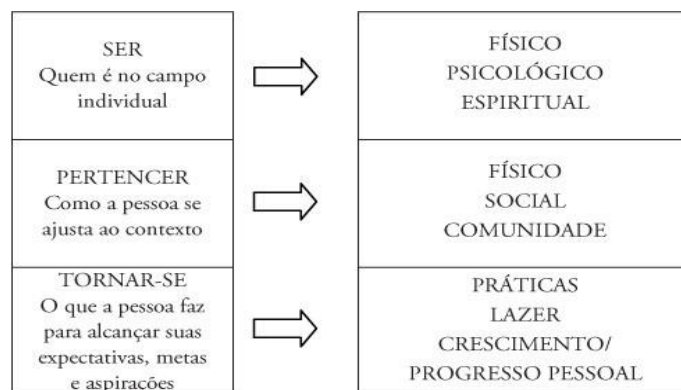 SER
Quem é no campo
individual
FÍSICO
PSICOLÓGICO
ESPIRITUAL
PERTENCER
Como a pessoa se
ajusta ao contexto
FÍSICO
SOCIAL
COMUNIDADE
TORNAR-SE
O que a pessoa faz
para alcançar suas
expectativas, metas
e aspirações
PRÁTICAS
LAZER
CRESCIMENTO/
PROGRESSO PESSOAL